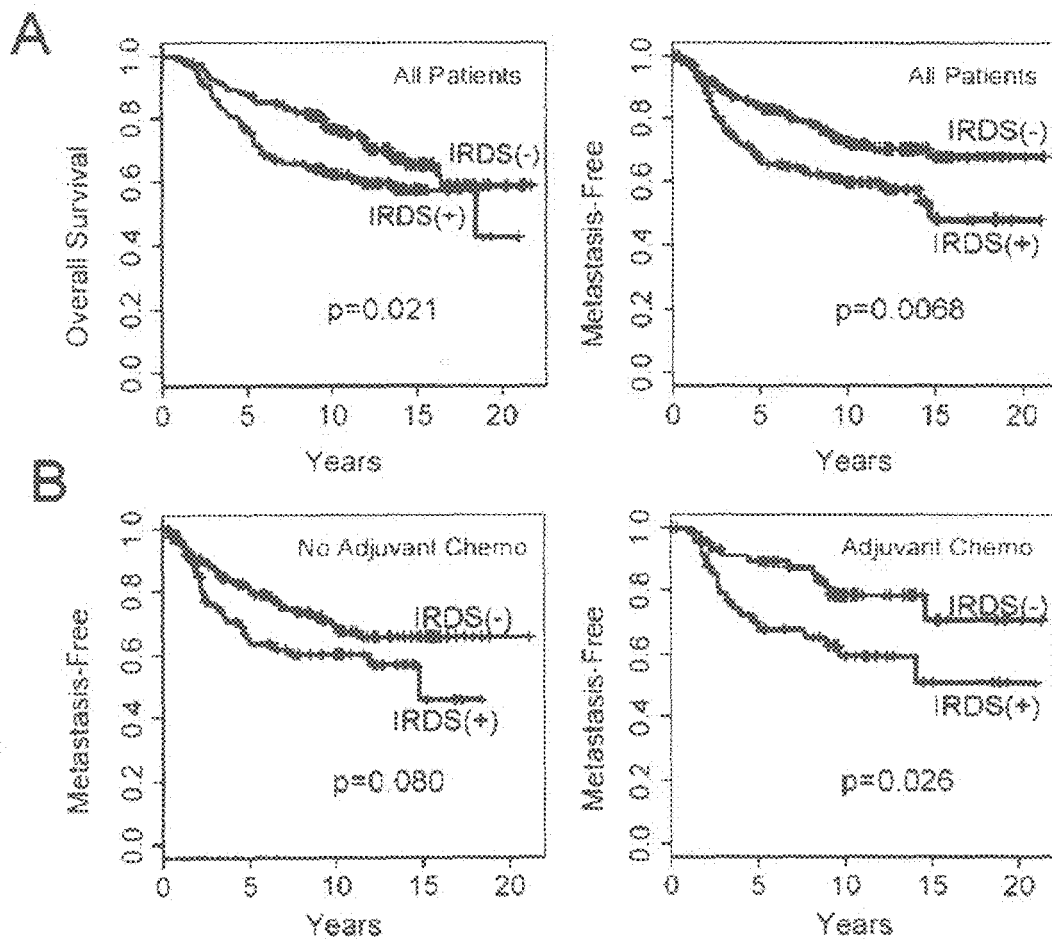 A
Overall Survival
1.0
0.8
0.6
0.4
0.2
0.0
All Patients
IRDS(-)
IRDS(+)
p=0.021
0 5 10 15 20
Years
Metastasis-Free
1.0
0.8
0.6
0.4
0.2
0.0
All Patients
IRDS(-)
IRDS(+)
p=0.0068
0 5 10 15 20
Years
B
Metastasis-Free
1.0
0.8
0.6
0.4
0.2
0.0
No Adjuvant Chemo
IRDS(-)
IRDS(+)
p=0.080
0 5 10 15 20
Years
Metastasis-Free
1.0
0.8
0.6
0.4
0.2
0.0
Adjuvant Chemo
IRDS(-)
IRDS(+)
p=0.026
0 5 10 15 20
Years